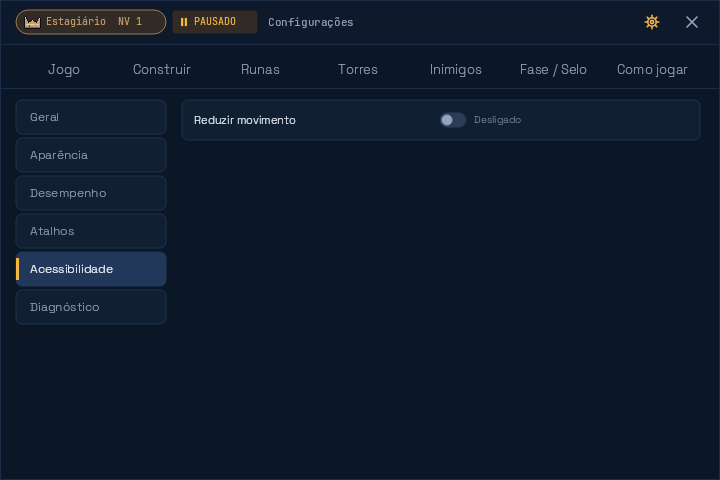 Estagiário NV 1
PAUSADO
Configurações
Jogo Construir Runas Torres Inimigos Fase / Selo Como jogar
Geral
Aparência
Desempenho
Atalhos
Acessibilidade
Diagnóstico
Reduzir movimento
Desligado